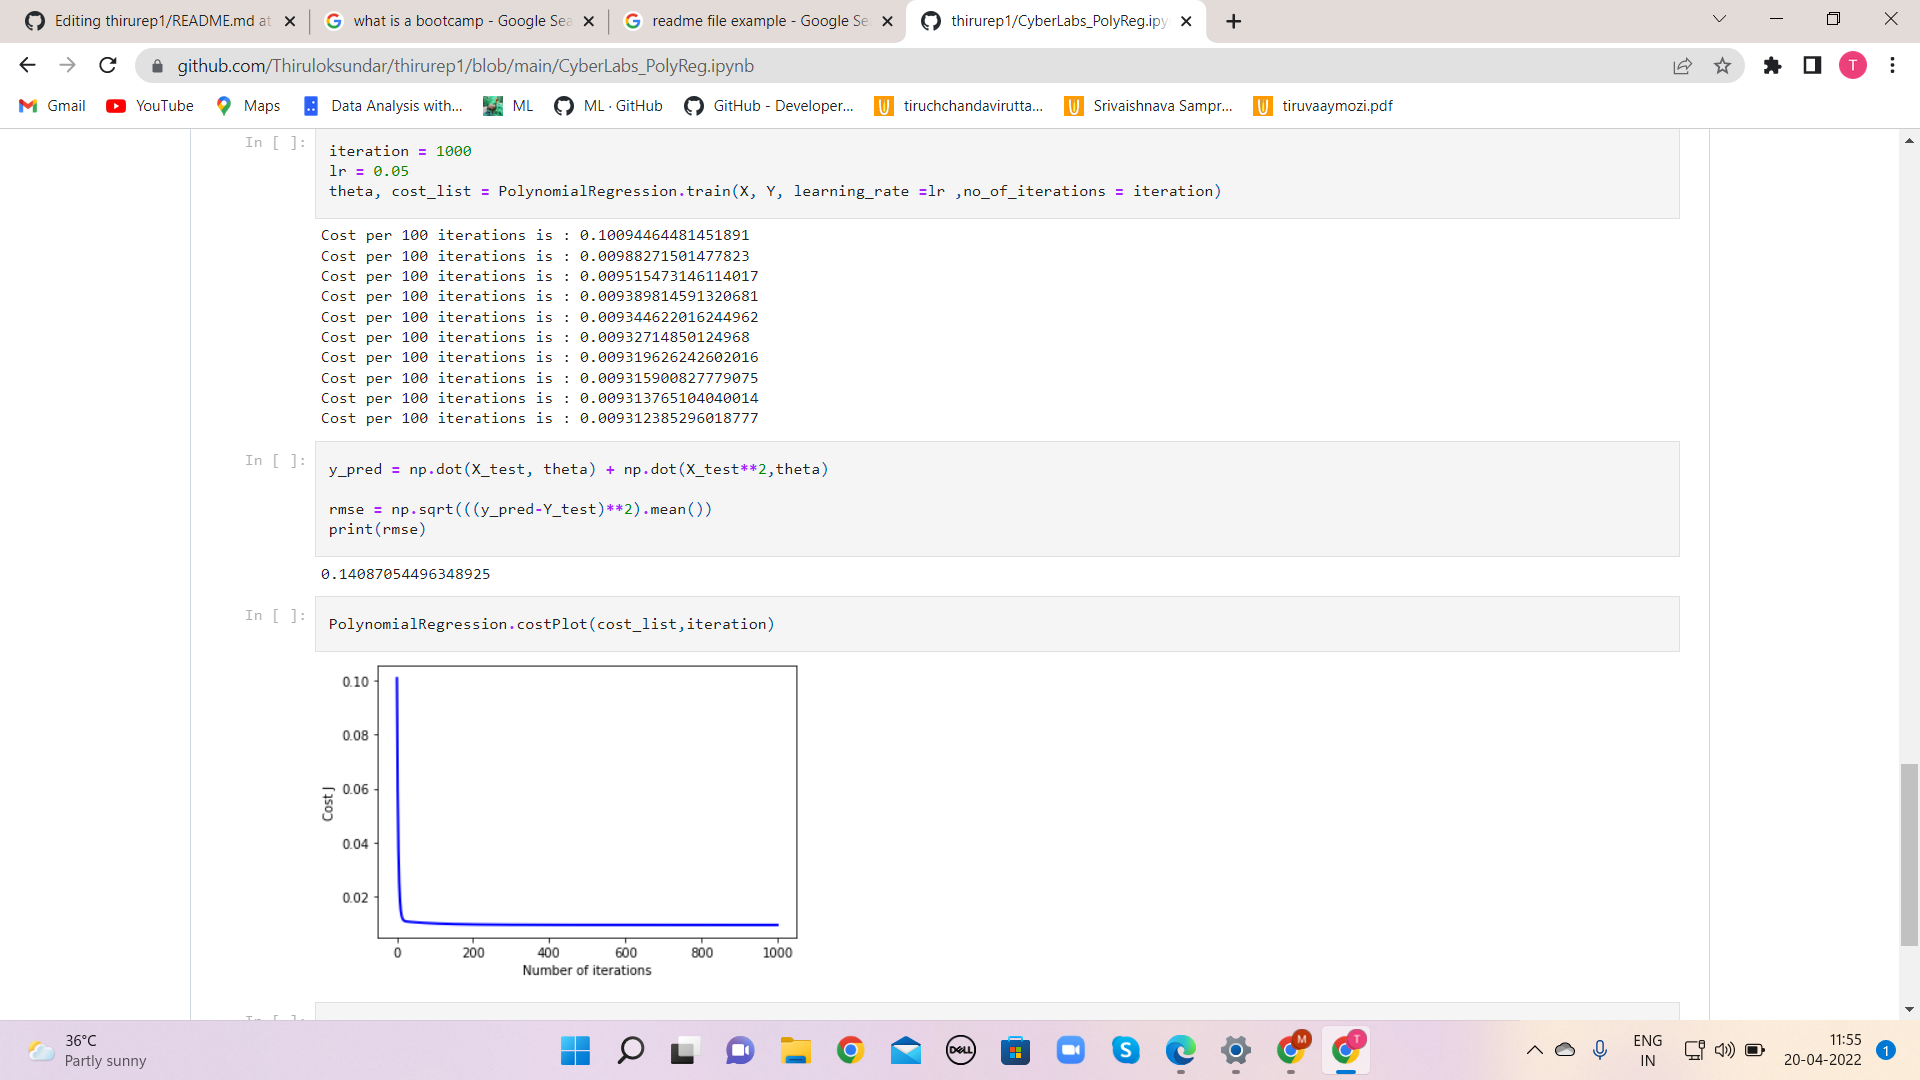 Editing thirurep1/README.md at
what is a bootcamp - Google Sea
readme file example - Google Se
thirurep1/CyberLabs_PolyReg.ipy
github.com/Thiruloksundar/thirurep1/blob/main/CyberLabs_PolyReg.ipynb
T
Gmail
YouTube
Maps
Data Analysis with...
ML
ML · GitHub
GitHub - Developer...
tiruchchandavirutta...
Srivaishnava Sampr...
tiruvaaymozi.pdf
In [ ]:
iteration = 1000
lr = 0.05
theta, cost_list = PolynomialRegression.train(X, Y, learning_rate =lr ,no_of_iterations = iteration)
Cost per 100 iterations is : 0.10094464481451891
Cost per 100 iterations is : 0.00988271501477823
Cost per 100 iterations is : 0.009515473146114017
Cost per 100 iterations is : 0.009389814591320681
Cost per 100 iterations is : 0.009344622016244962
Cost per 100 iterations is : 0.00932714850124968
Cost per 100 iterations is : 0.009319626242602016
Cost per 100 iterations is : 0.009315900827779075
Cost per 100 iterations is : 0.009313765104040014
Cost per 100 iterations is : 0.009312385296018777
In [ ]:
y_pred = np.dot(X_test, theta) + np.dot(X_test**2,theta)
rmse = np.sqrt(((y_pred-Y_test)**2).mean())
print(rmse)
0.14087054496348925
In [ ]:
PolynomialRegression.costPlot(cost_list,iteration)
0.10
0.08
0.06
0.04
0.02
Cost J
0 200 400 600 800 1000
Number of iterations
In [ ]:
36°C
Partly sunny
DELL
S
M
T
ENG
IN
11:55
20-04-2022
1